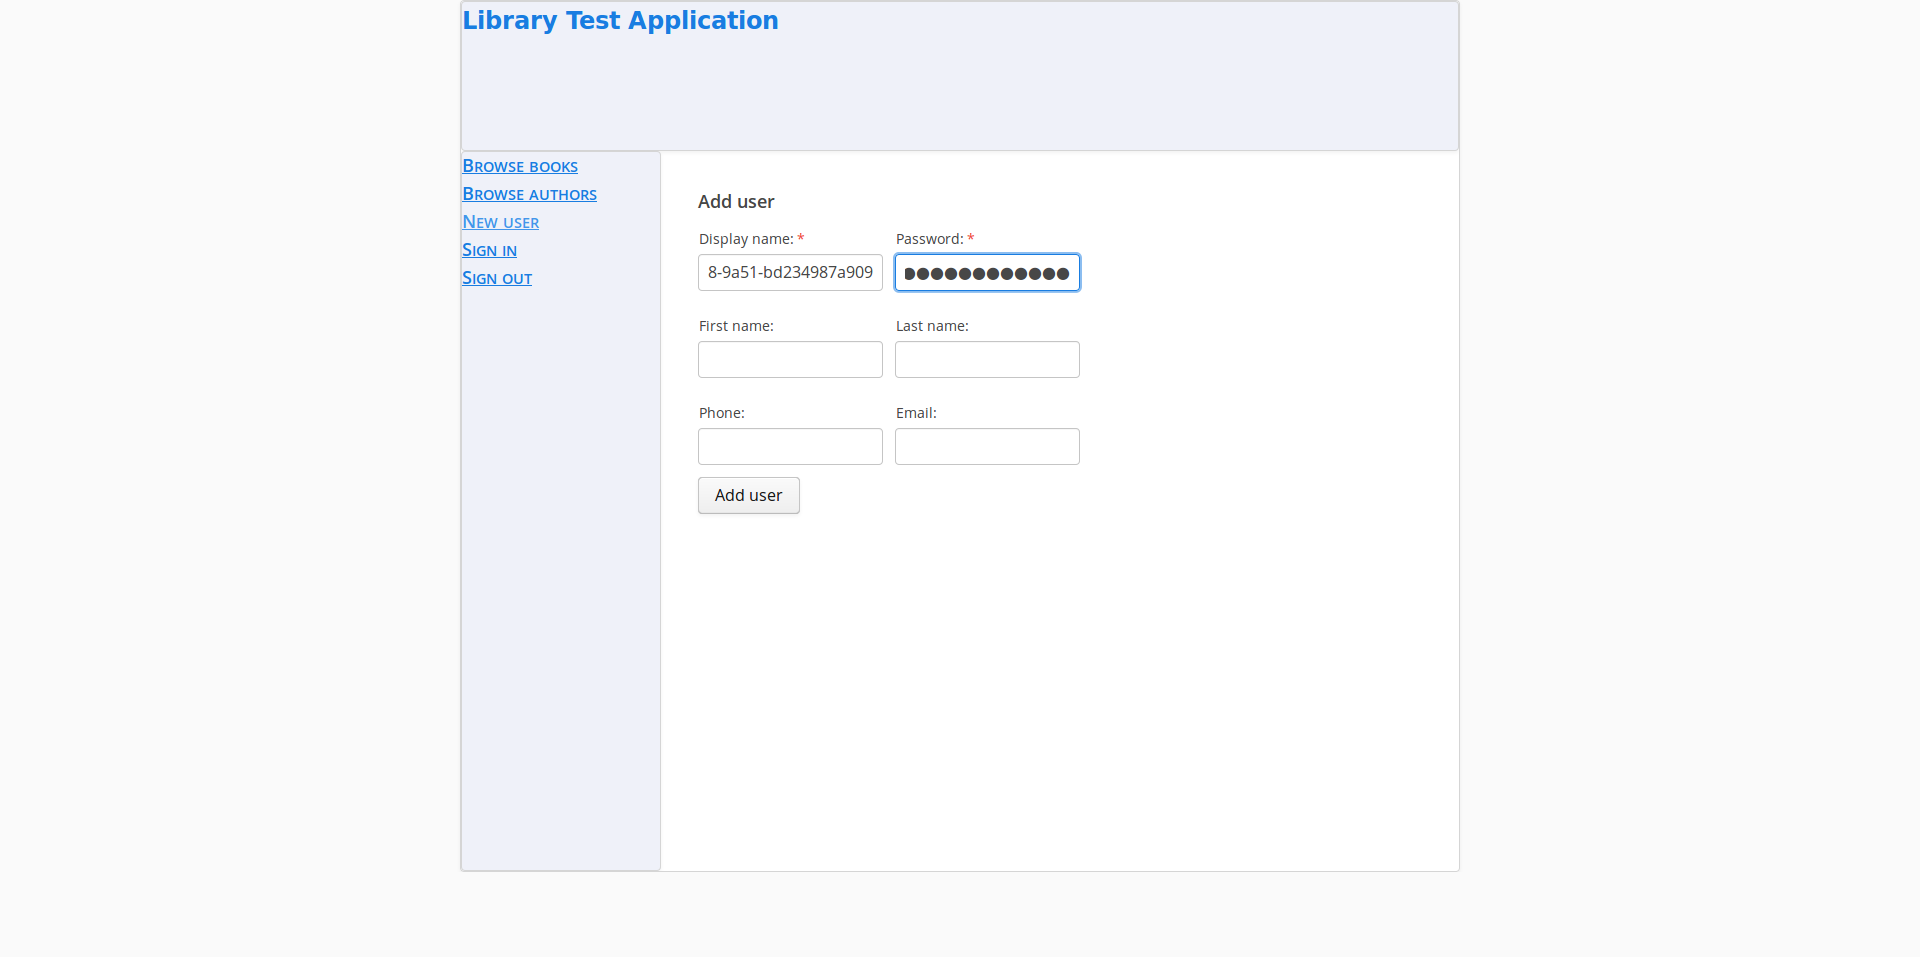 Library Test Application
Browse books
Browse authors
New user
Sign in
Sign out
Add user
Display name: * Password: *
8-9a51-bd234987a909 ●●●●●●●●●●●●
First name: Last name:
Phone: Email:
Add user